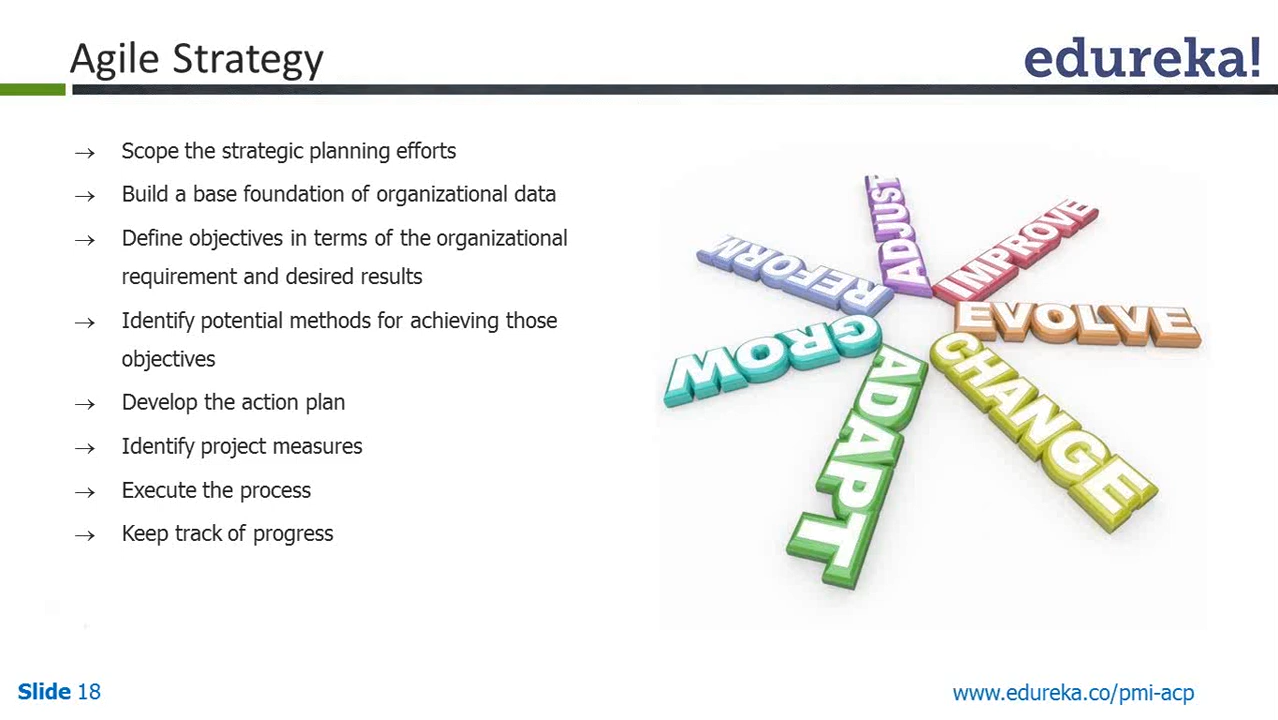 Agile Strategy
edureka!
→ Scope the strategic planning efforts
→ Build a base foundation of organizational data
→ Define objectives in terms of the organizational
requirement and desired results
→ Identify potential methods for achieving those
objectives
→ Develop the action plan
→ Identify project measures
→ Execute the process
→ Keep track of progress
ADJUST
IMPROVE
REFORM
EVOLVE
GROW
CHANGE
ADAPT
Slide 18
www.edureka.co/pmi-acp